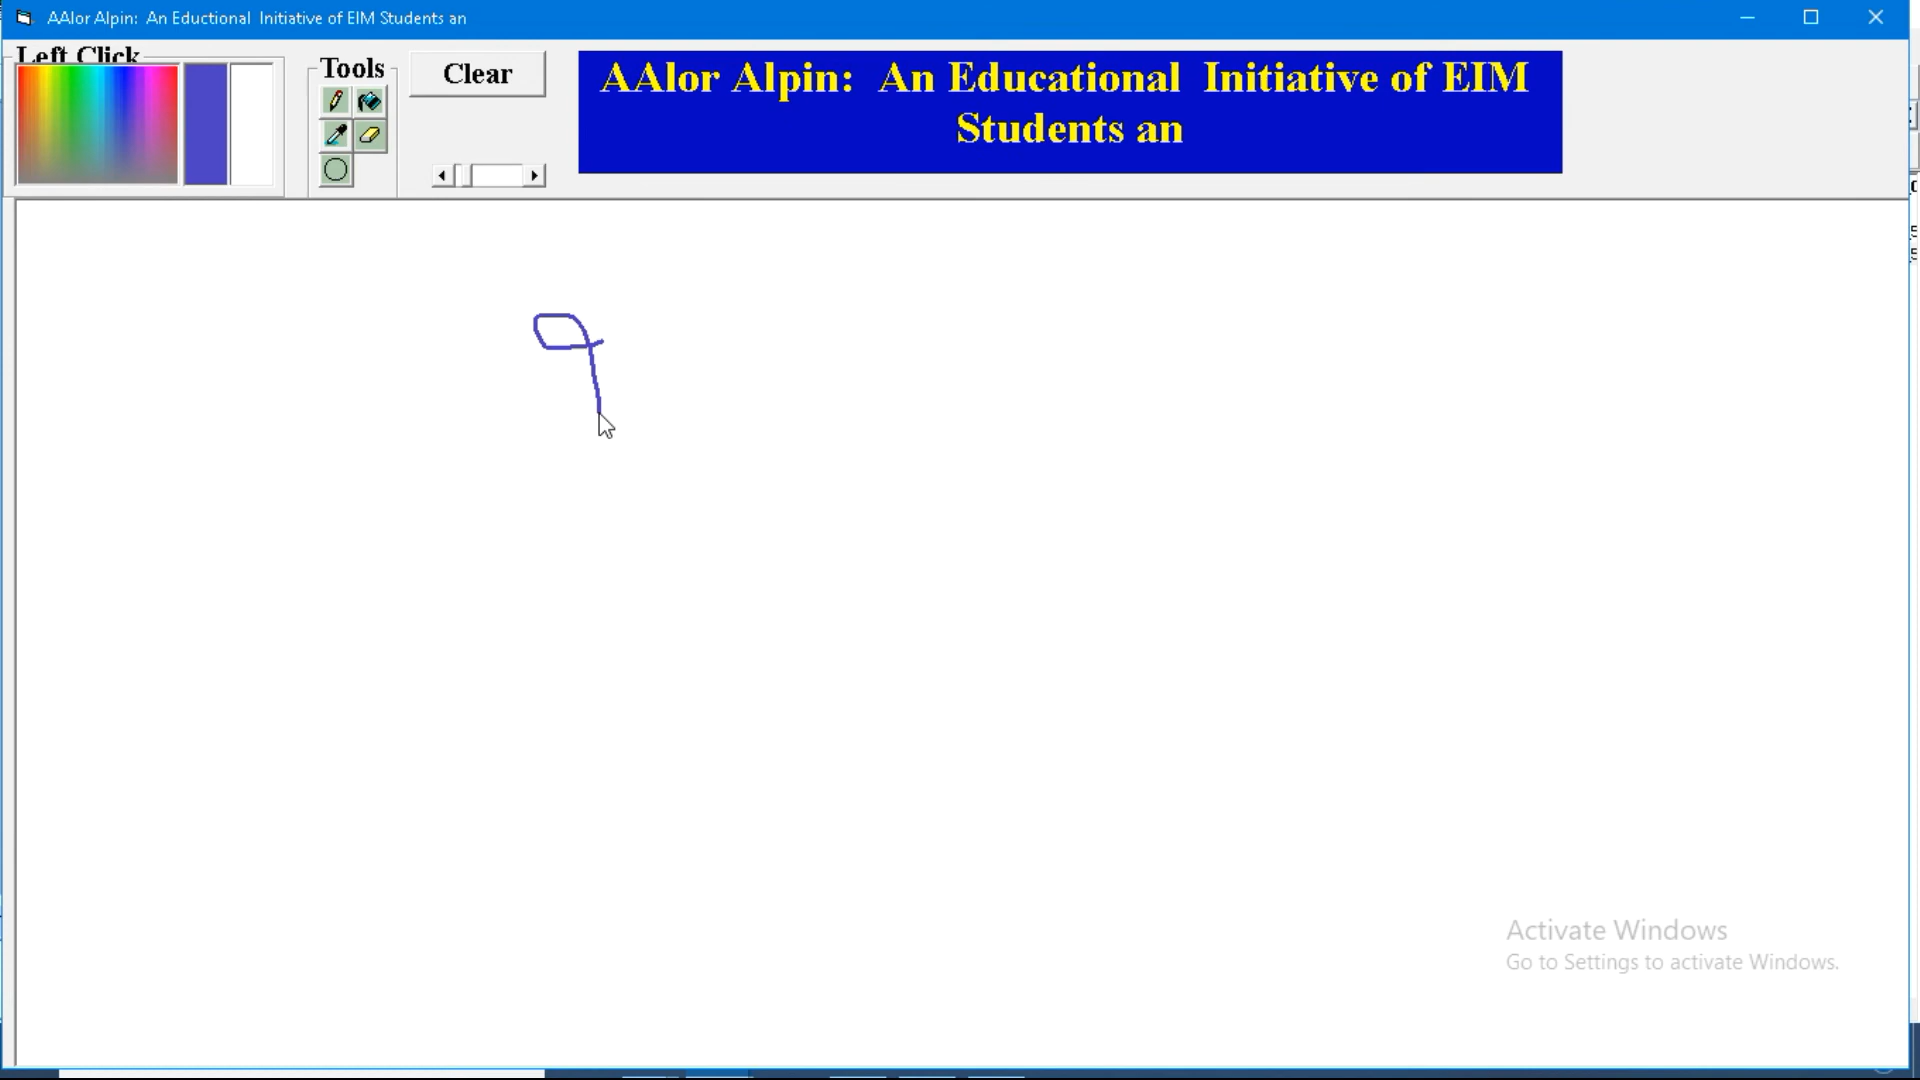 AAlor Alpin:  An Eductional  Initiative of EIM Students an
Left Click
Tools
Clear
AAlor Alpin:  An Educational  Initiative of EIM
Students an
Activate Windows
Go to Settings to activate Windows.